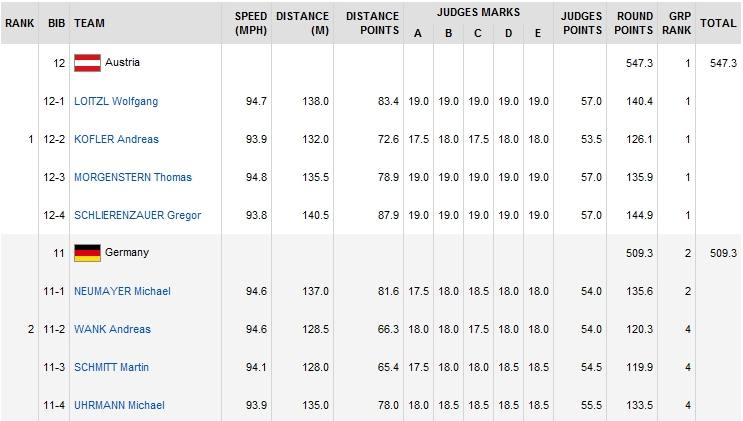 RANK BIB TEAM SPEED (MPH) DISTANCE (M) DISTANCE POINTS JUDGES MARKS A B C D E JUDGES POINTS ROUND POINTS GRP RANK TOTAL
12 Austria 547.3 1 547.3
12-1 LOITZL Wolfgang 94.7 138.0 83.4 19.0 19.0 19.0 19.0 19.0 57.0 140.4 1
1 12-2 KOFLER Andreas 93.9 132.0 72.6 17.5 18.0 17.5 18.0 18.0 53.5 126.1 1
12-3 MORGENSTERN Thomas 94.8 135.5 78.9 19.0 19.0 19.0 19.0 19.0 57.0 135.9 1
12-4 SCHLIERENZAUER Gregor 93.8 140.5 87.9 19.0 19.0 19.0 19.0 19.0 57.0 144.9 1
11 Germany 509.3 2 509.3
11-1 NEUMAYER Michael 94.6 137.0 81.6 17.5 18.0 18.5 18.0 18.0 54.0 135.6 2
2 11-2 WANK Andreas 94.6 128.5 66.3 18.0 18.0 17.5 18.0 18.0 54.0 120.3 4
11-3 SCHMITT Martin 94.1 128.0 65.4 17.5 18.0 18.0 18.5 18.5 54.5 119.9 4
11-4 UHRMANN Michael 93.9 135.0 78.0 18.0 18.5 18.5 18.5 18.5 55.5 133.5 4